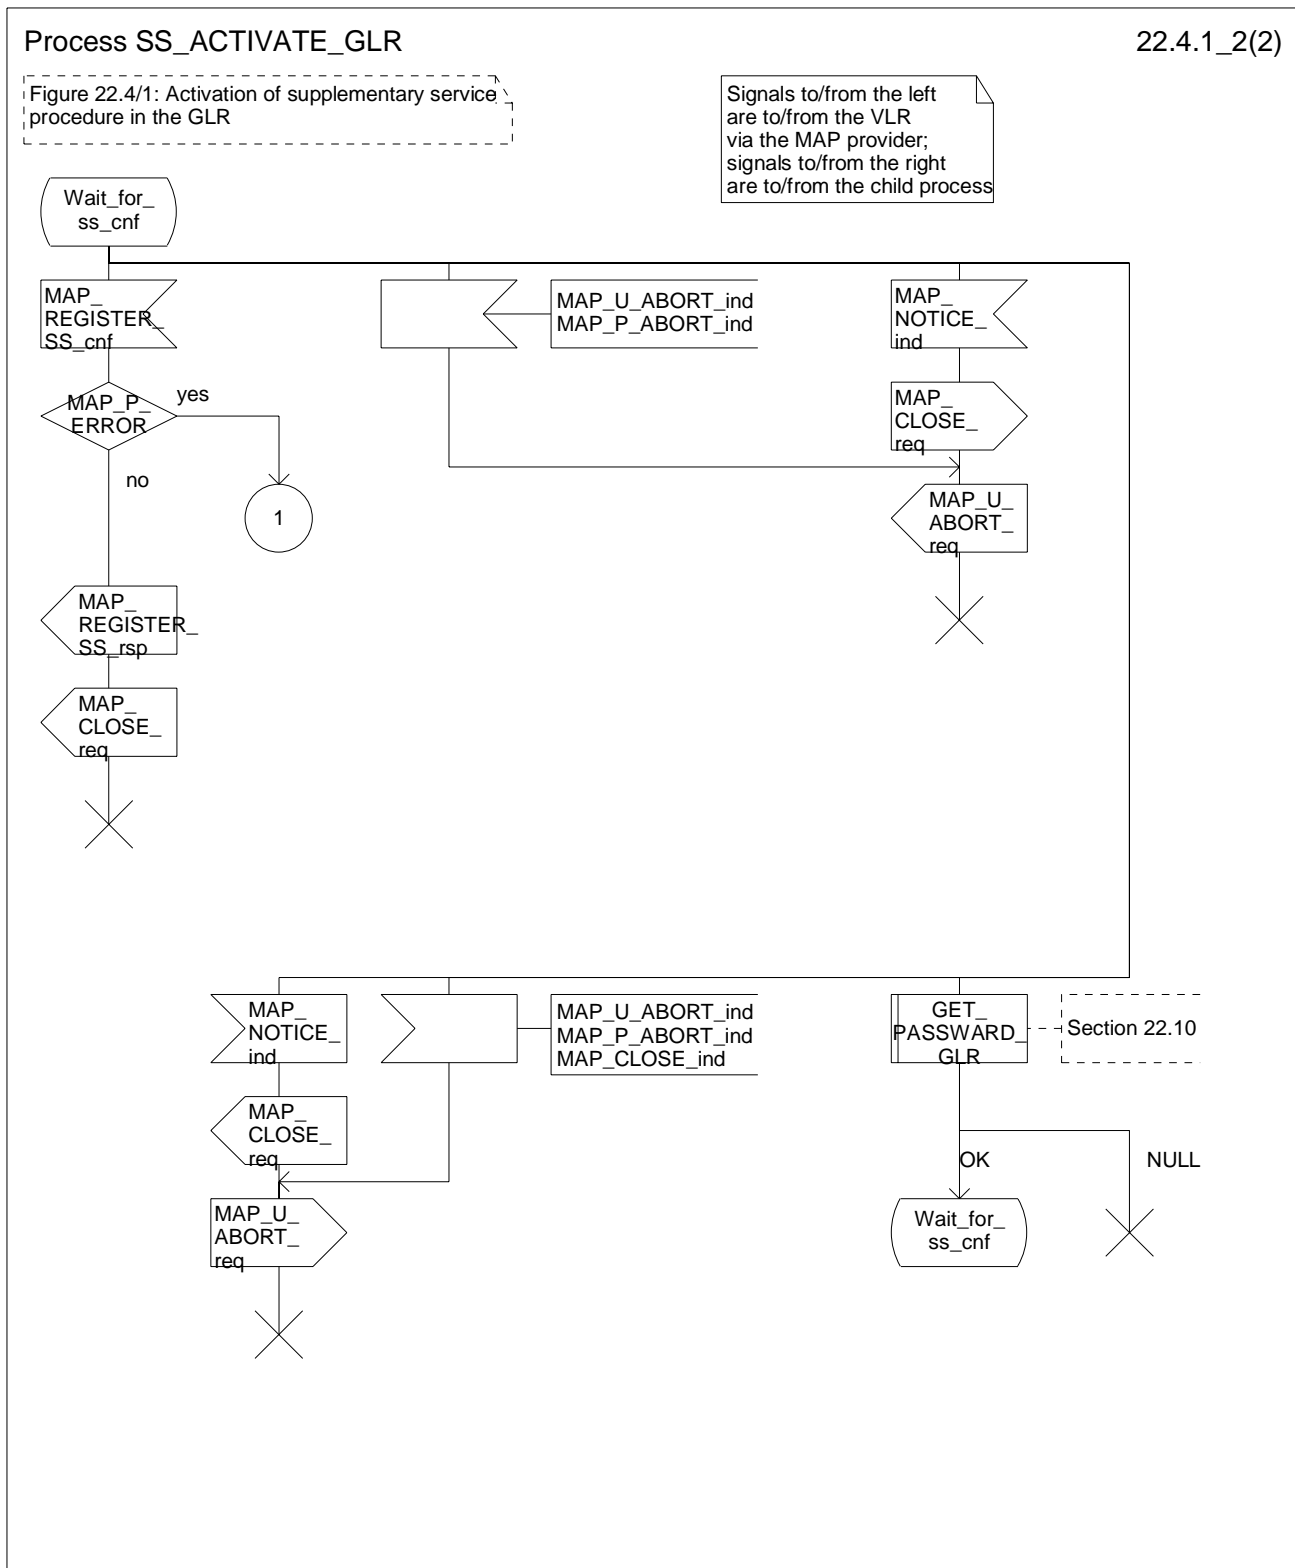 Process SS_ACTIVATE_GLR
22.4.1_2(2)
Figure 22.4/1: Activation of supplementary service
procedure in the GLR
Signals to/from the left
are to/from the VLR
via the MAP provider;
signals to/from the right
are to/from the child process
Wait_for_
ss_cnf
MAP_
REGISTER_
SS_cnf
MAP_U_ABORT_ind
MAP_P_ABORT_ind
MAP_
NOTICE_
ind
MAP_P_
ERROR
yes
no
1
MAP_
CLOSE_
req
MAP_U_
ABORT_
req
MAP_
REGISTER_
SS_rsp
MAP_
CLOSE_
req
MAP_
NOTICE_
ind
MAP_U_ABORT_ind
MAP_P_ABORT_ind
MAP_CLOSE_ind
GET_
PASSWARD_
GLR
Section 22.10
MAP_
CLOSE_
req
OK
NULL
MAP_U_
ABORT_
req
Wait_for_
ss_cnf